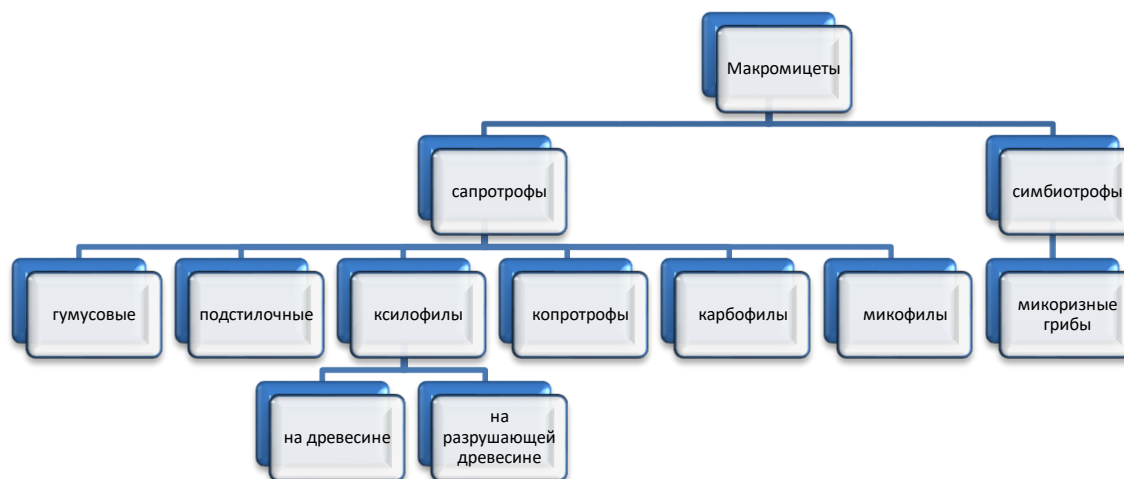 Макромицеты
сапротрофы
симбиотрофы
гумусовые
подстилочные
ксилофилы
копротрофы
карбофилы
микофилы
микоризные
грибы
на древесине
на
разрушающей
древесине